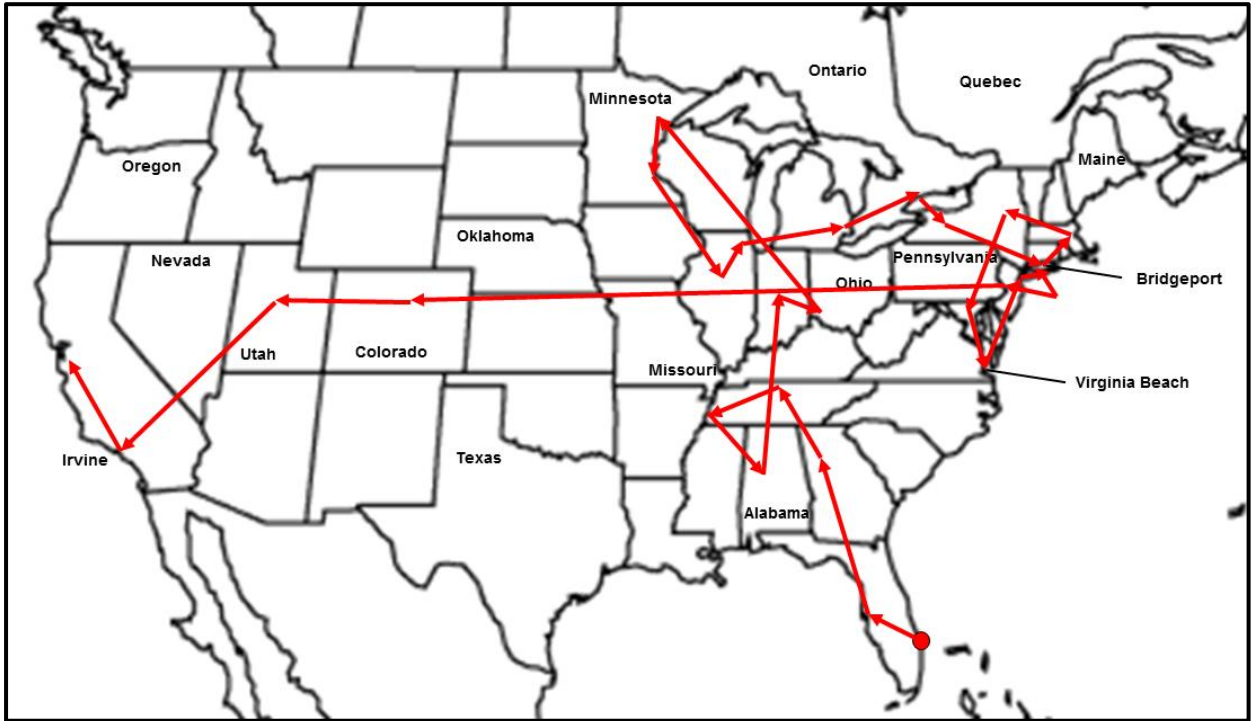 Ontario
Quebec
Minnesota
Maine
Oregon
Oklahoma
Nevada
Pennsylvania
Bridgeport
Ohio
Utah
Colorado
Missouri
Virginia Beach
Irvine
Texas
Alabama